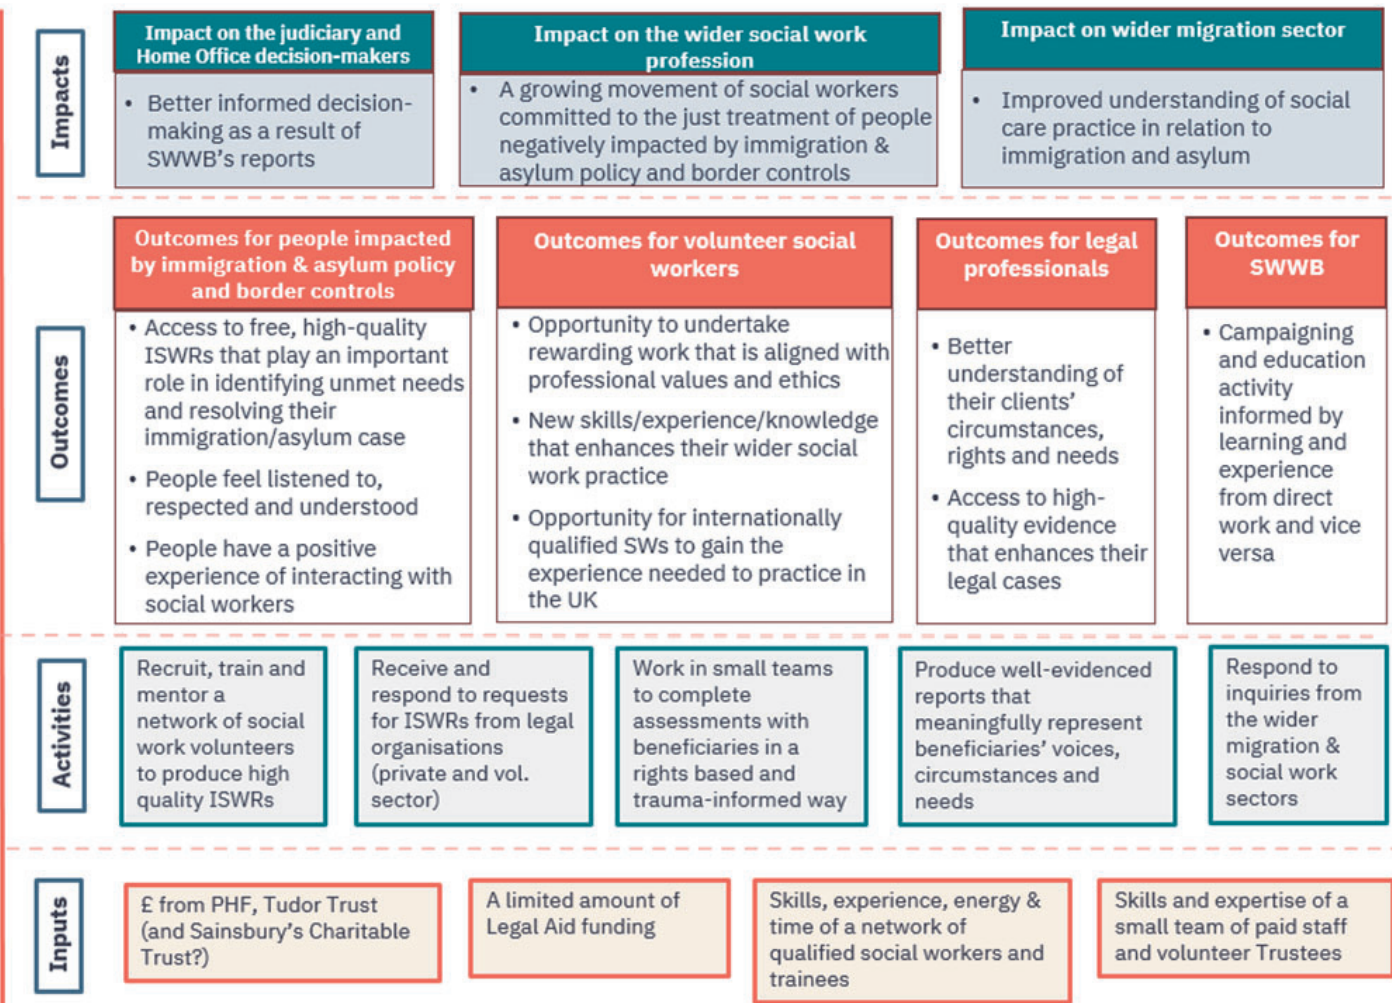 Impacts
Impact on the judiciary and
Home Office decision-makers
• Better informed decision-
making as a result of
SWWB's reports
Impact on the wider social work
profession
• A growing movement of social workers
committed to the just treatment of people
negatively impacted by immigration &
asylum policy and border controls
Impact on wider migration sector
• Improved understanding of social
care practice in relation to
immigration and asylum
Outcomes
Outcomes for people impacted
by immigration & asylum policy
and border controls
• Access to free, high-quality
ISWRs that play an important
role in identifying unmet needs
and resolving their
immigration/asylum case
• People feel listened to,
respected and understood
• People have a positive
experience of interacting with
social workers
Outcomes for volunteer social
workers
• Opportunity to undertake
rewarding work that is aligned with
professional values and ethics
• New skills/experience/knowledge
that enhances their wider social
work practice
• Opportunity for internationally
qualified SWs to gain the
experience needed to practice in
the UK
Outcomes for legal
professionals
• Better
understanding of
their clients'
circumstances,
rights and needs
• Access to high-
quality evidence
that enhances their
legal cases
Outcomes for
SWWB
• Campaigning
and education
activity
informed by
learning and
experience
from direct
work and vice
versa
Activities
Recruit, train and
mentor a
network of social
work volunteers
to produce high
quality ISWRs
Receive and
respond to requests
for ISWRs from legal
organisations
(private and vol.
sector)
Work in small teams
to complete
assessments with
beneficiaries in a
rights based and
trauma-informed way
Produce well-evidenced
reports that
meaningfully represent
beneficiaries' voices,
circumstances and
needs
Respond to
inquiries from
the wider
migration &
social work
sectors
Inputs
£ from PHF, Tudor Trust
(and Sainsbury's Charitable
Trust?)
A limited amount of
Legal Aid funding
Skills, experience, energy &
time of a network of
qualified social workers and
trainees
Skills and expertise of a
small team of paid staff
and volunteer Trustees